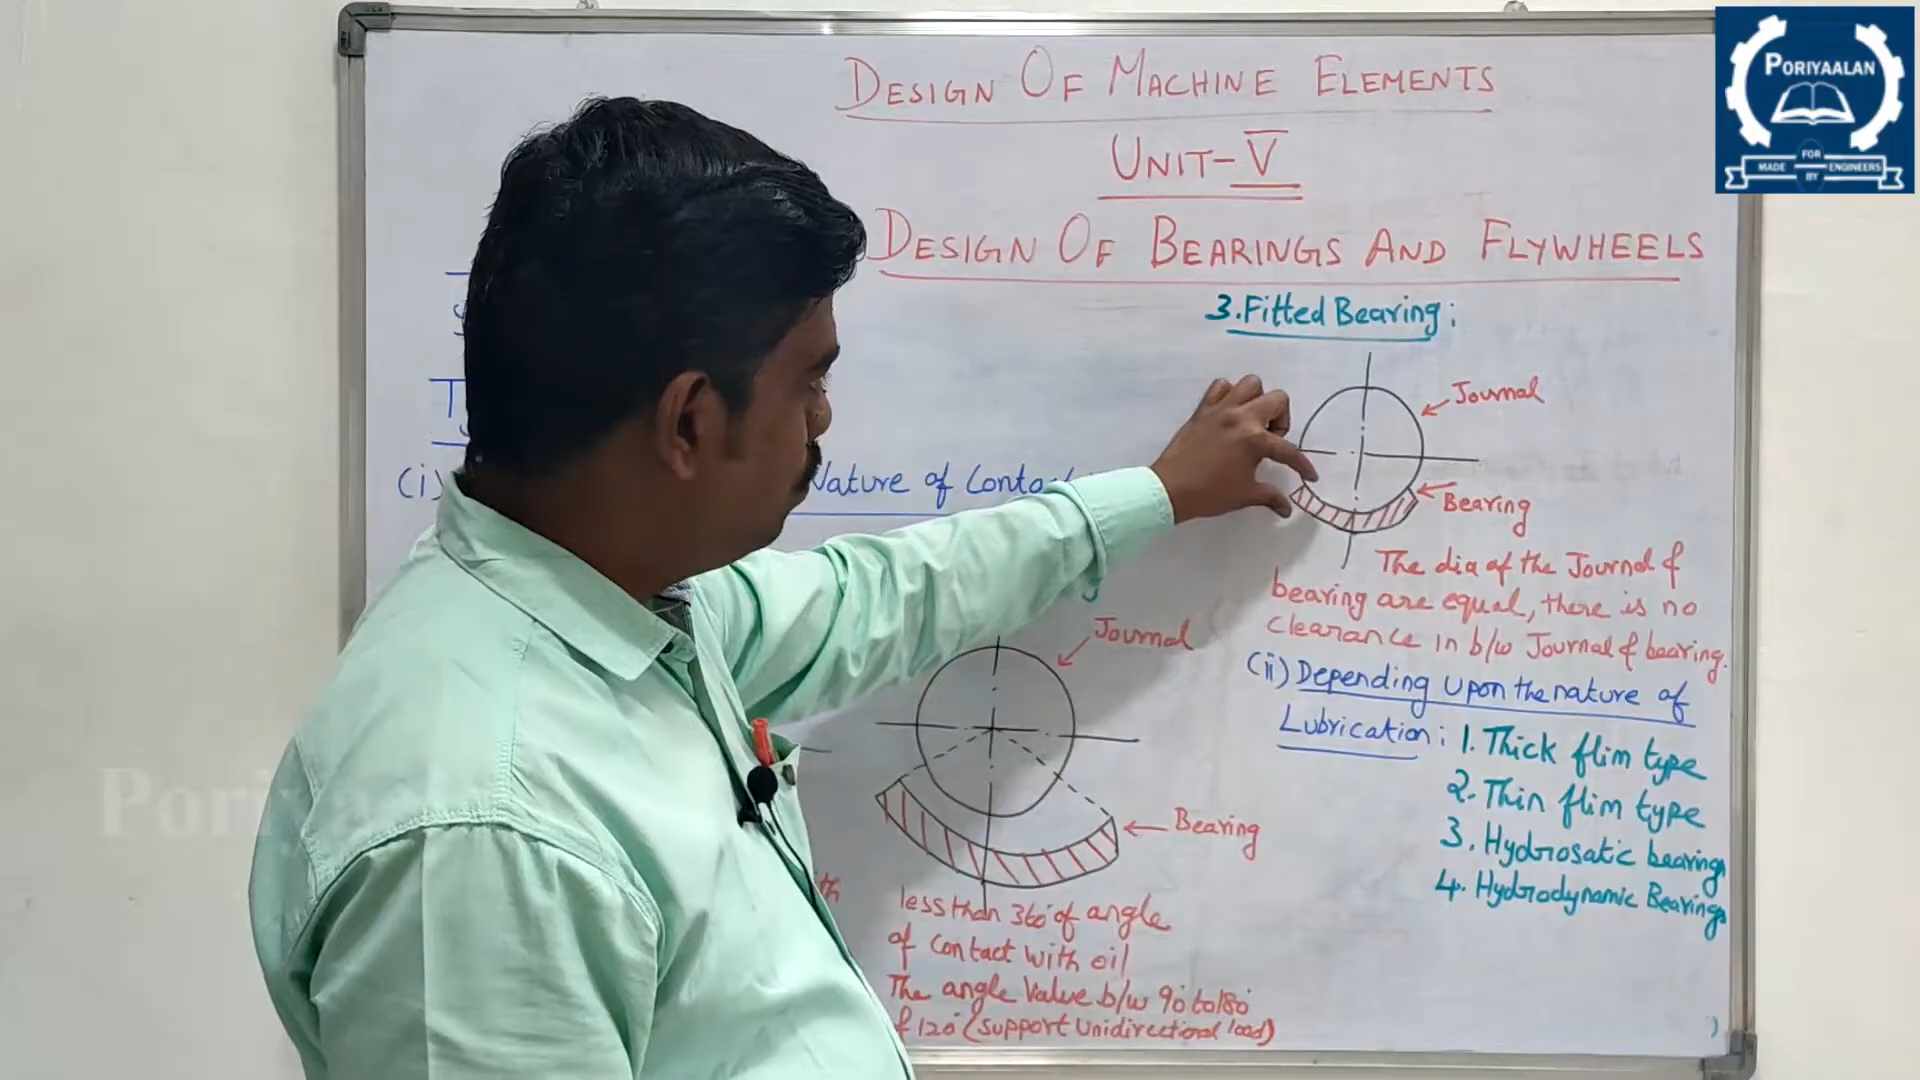 DESIGN OF MACHINE ELEMENTS
UNIT-V
DESIGN OF BEARINGS AND FLYWHEELS
(i)
Nature of Conta
3. Fitted Bearing:
Journal
Bearing
The dia of the Journal &
bearing are equal, there is no
clearance in b/w Journal & bearing.
(ii) Depending upon the nature of
Lubrication: 1. Thick flim type
2. Thin flim type
3. Hydrosatic bearings
4. Hydrodynamic Bearings
Journal
Bearing
less than 360° of angle
of contact with oil
The angle value b/w 90° to 180°
& 120° (support unidirectional load)
PORIYAALAN
MADE FOR ENGINEERS
BY